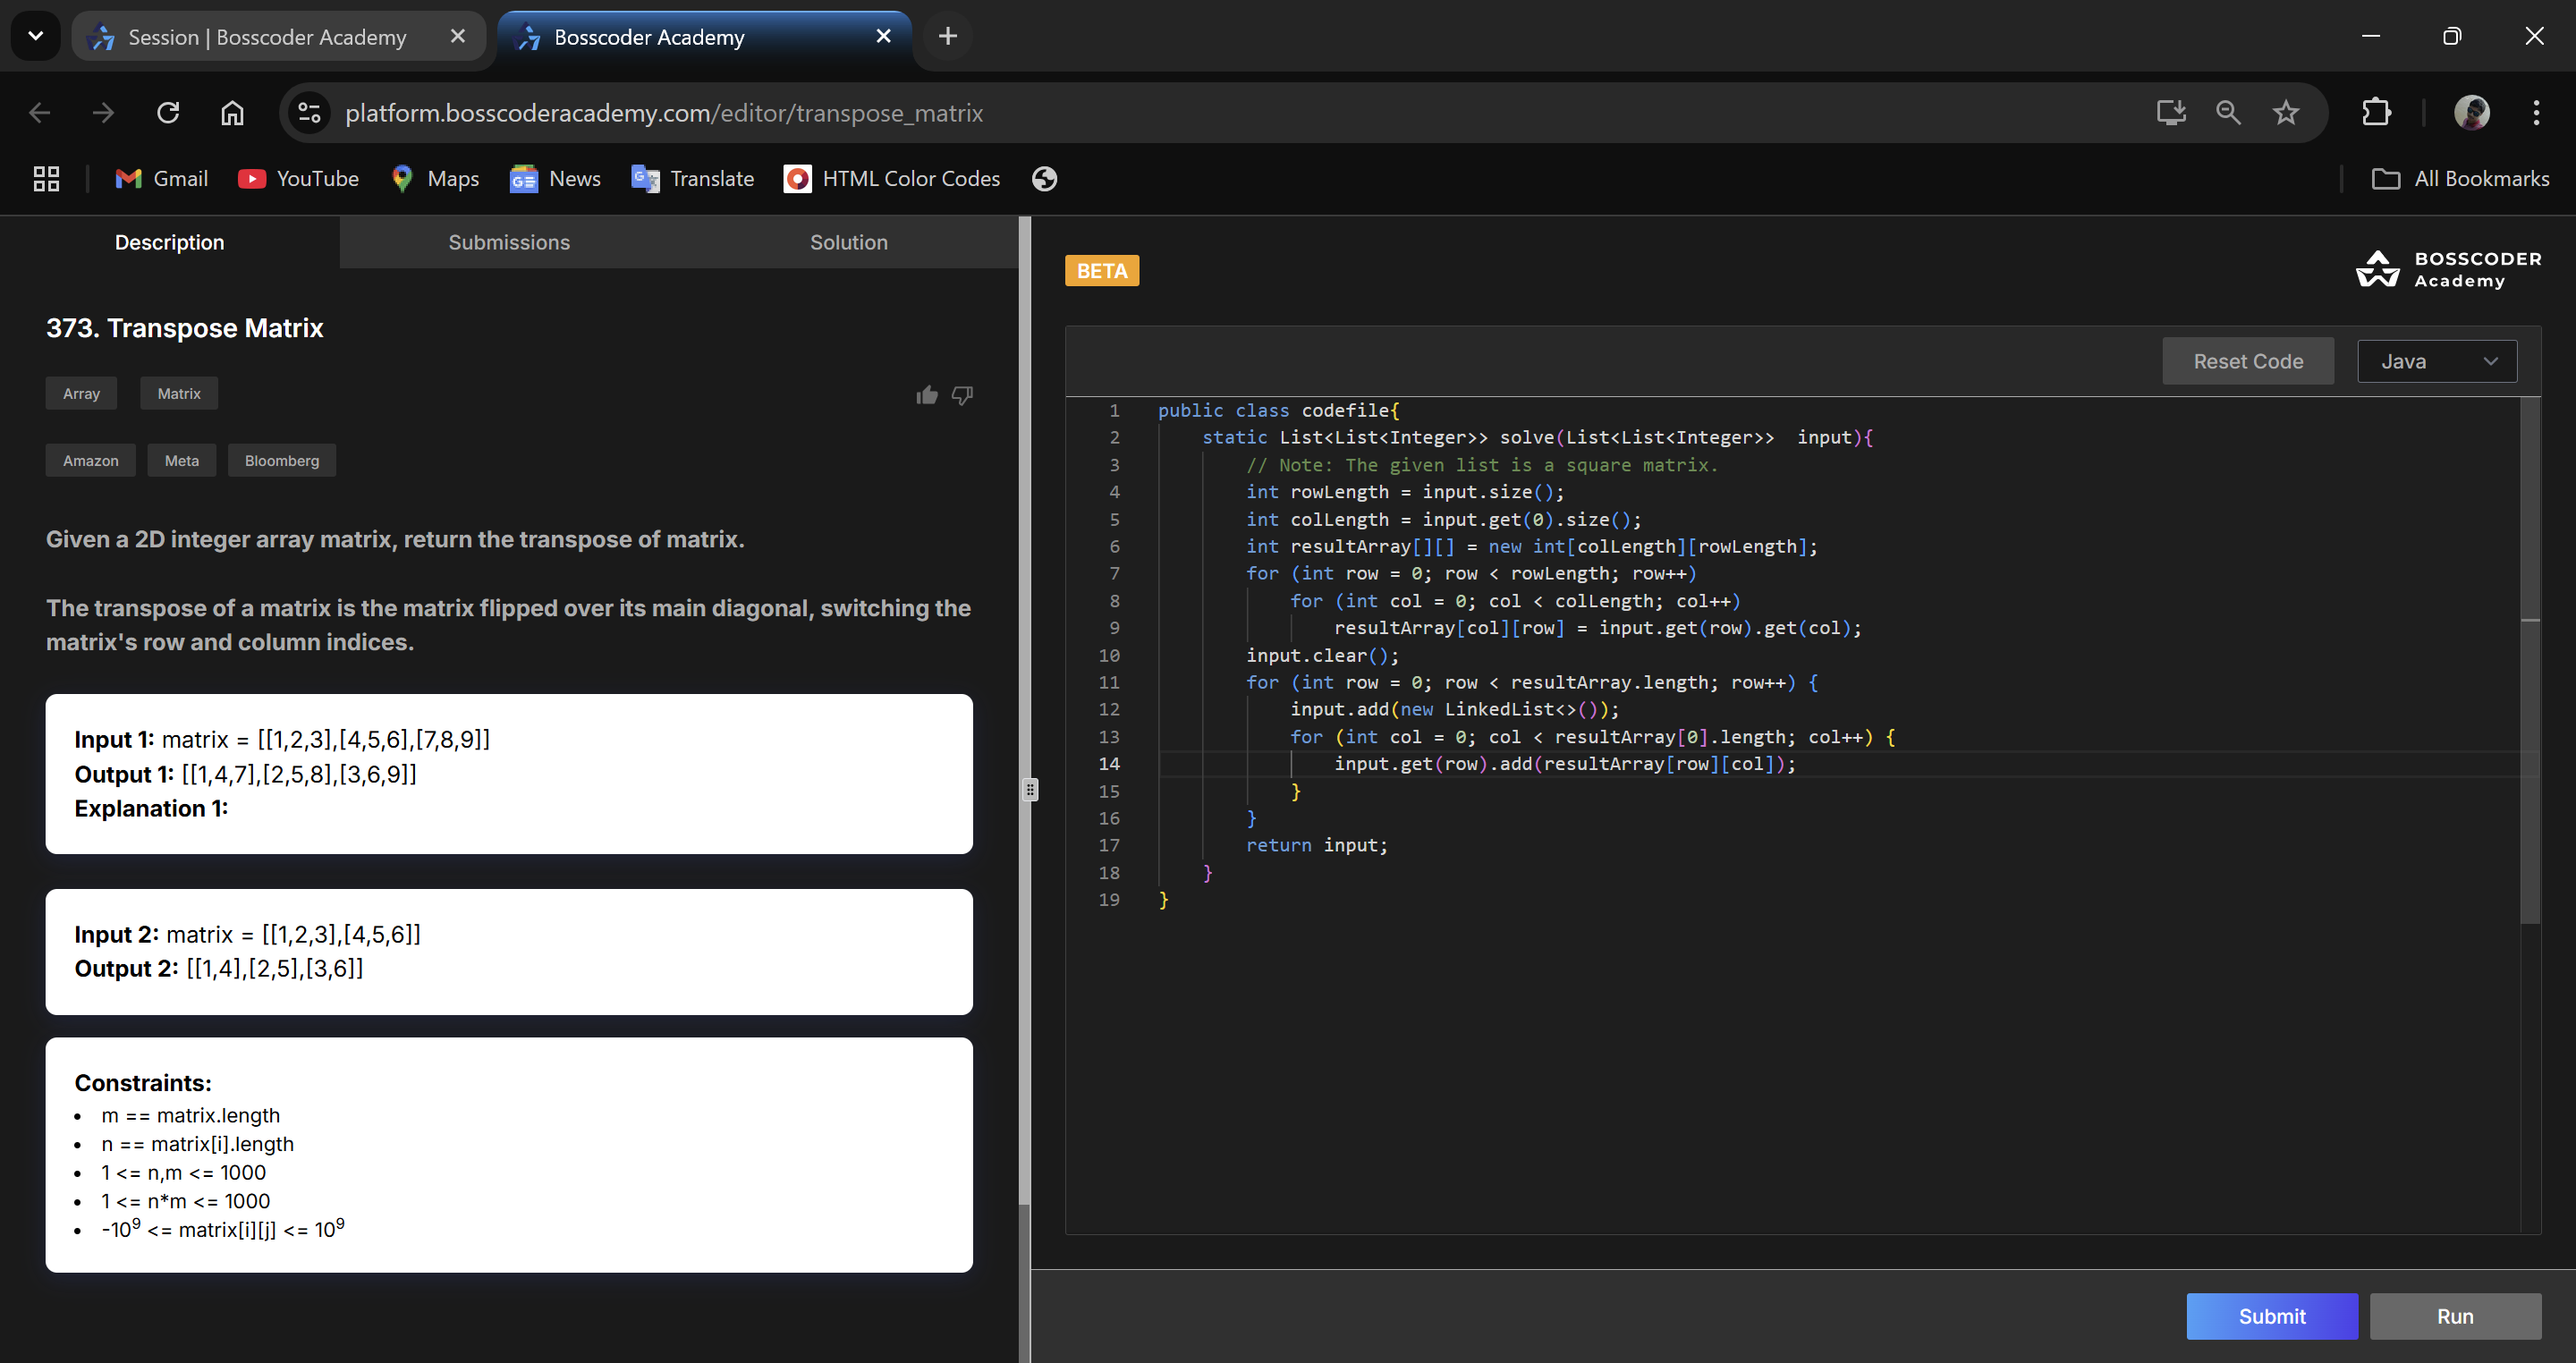 Session | Bosscoder Academy
Bosscoder Academy
platform.bosscoderacademy.com/editor/transpose_matrix
Gmail
YouTube
Maps
News
Translate
HTML Color Codes
All Bookmarks
Description
Submissions
Solution
373. Transpose Matrix
Array
Matrix
Amazon
Meta
Bloomberg
Given a 2D integer array matrix, return the transpose of matrix.
The transpose of a matrix is the matrix flipped over its main diagonal, switching the
matrix's row and column indices.
Input 1: matrix = [[1,2,3],[4,5,6],[7,8,9]]
Output 1: [[1,4,7],[2,5,8],[3,6,9]]
Explanation 1:
Input 2: matrix = [[1,2,3],[4,5,6]]
Output 2: [[1,4],[2,5],[3,6]]
Constraints:
• m == matrix.length
• n == matrix[i].length
• 1 <= n,m <= 1000
• 1 <= n*m <= 1000
• -10⁹ <= matrix[i][j] <= 10⁹
BETA
BOSSCODER
Academy
Reset Code
Java
1 public class codefile{
2     static List<List<Integer>> solve(List<List<Integer>>  input){
3         // Note: The given list is a square matrix.
4         int rowLength = input.size();
5         int colLength = input.get(0).size();
6         int resultArray[][] = new int[colLength][rowLength];
7         for (int row = 0; row < rowLength; row++)
8             for (int col = 0; col < colLength; col++)
9                 resultArray[col][row] = input.get(row).get(col);
10         input.clear();
11         for (int row = 0; row < resultArray.length; row++) {
12             input.add(new LinkedList<>());
13             for (int col = 0; col < resultArray[0].length; col++) {
14                 input.get(row).add(resultArray[row][col]);
15             }
16         }
17         return input;
18     }
19 }
Submit
Run